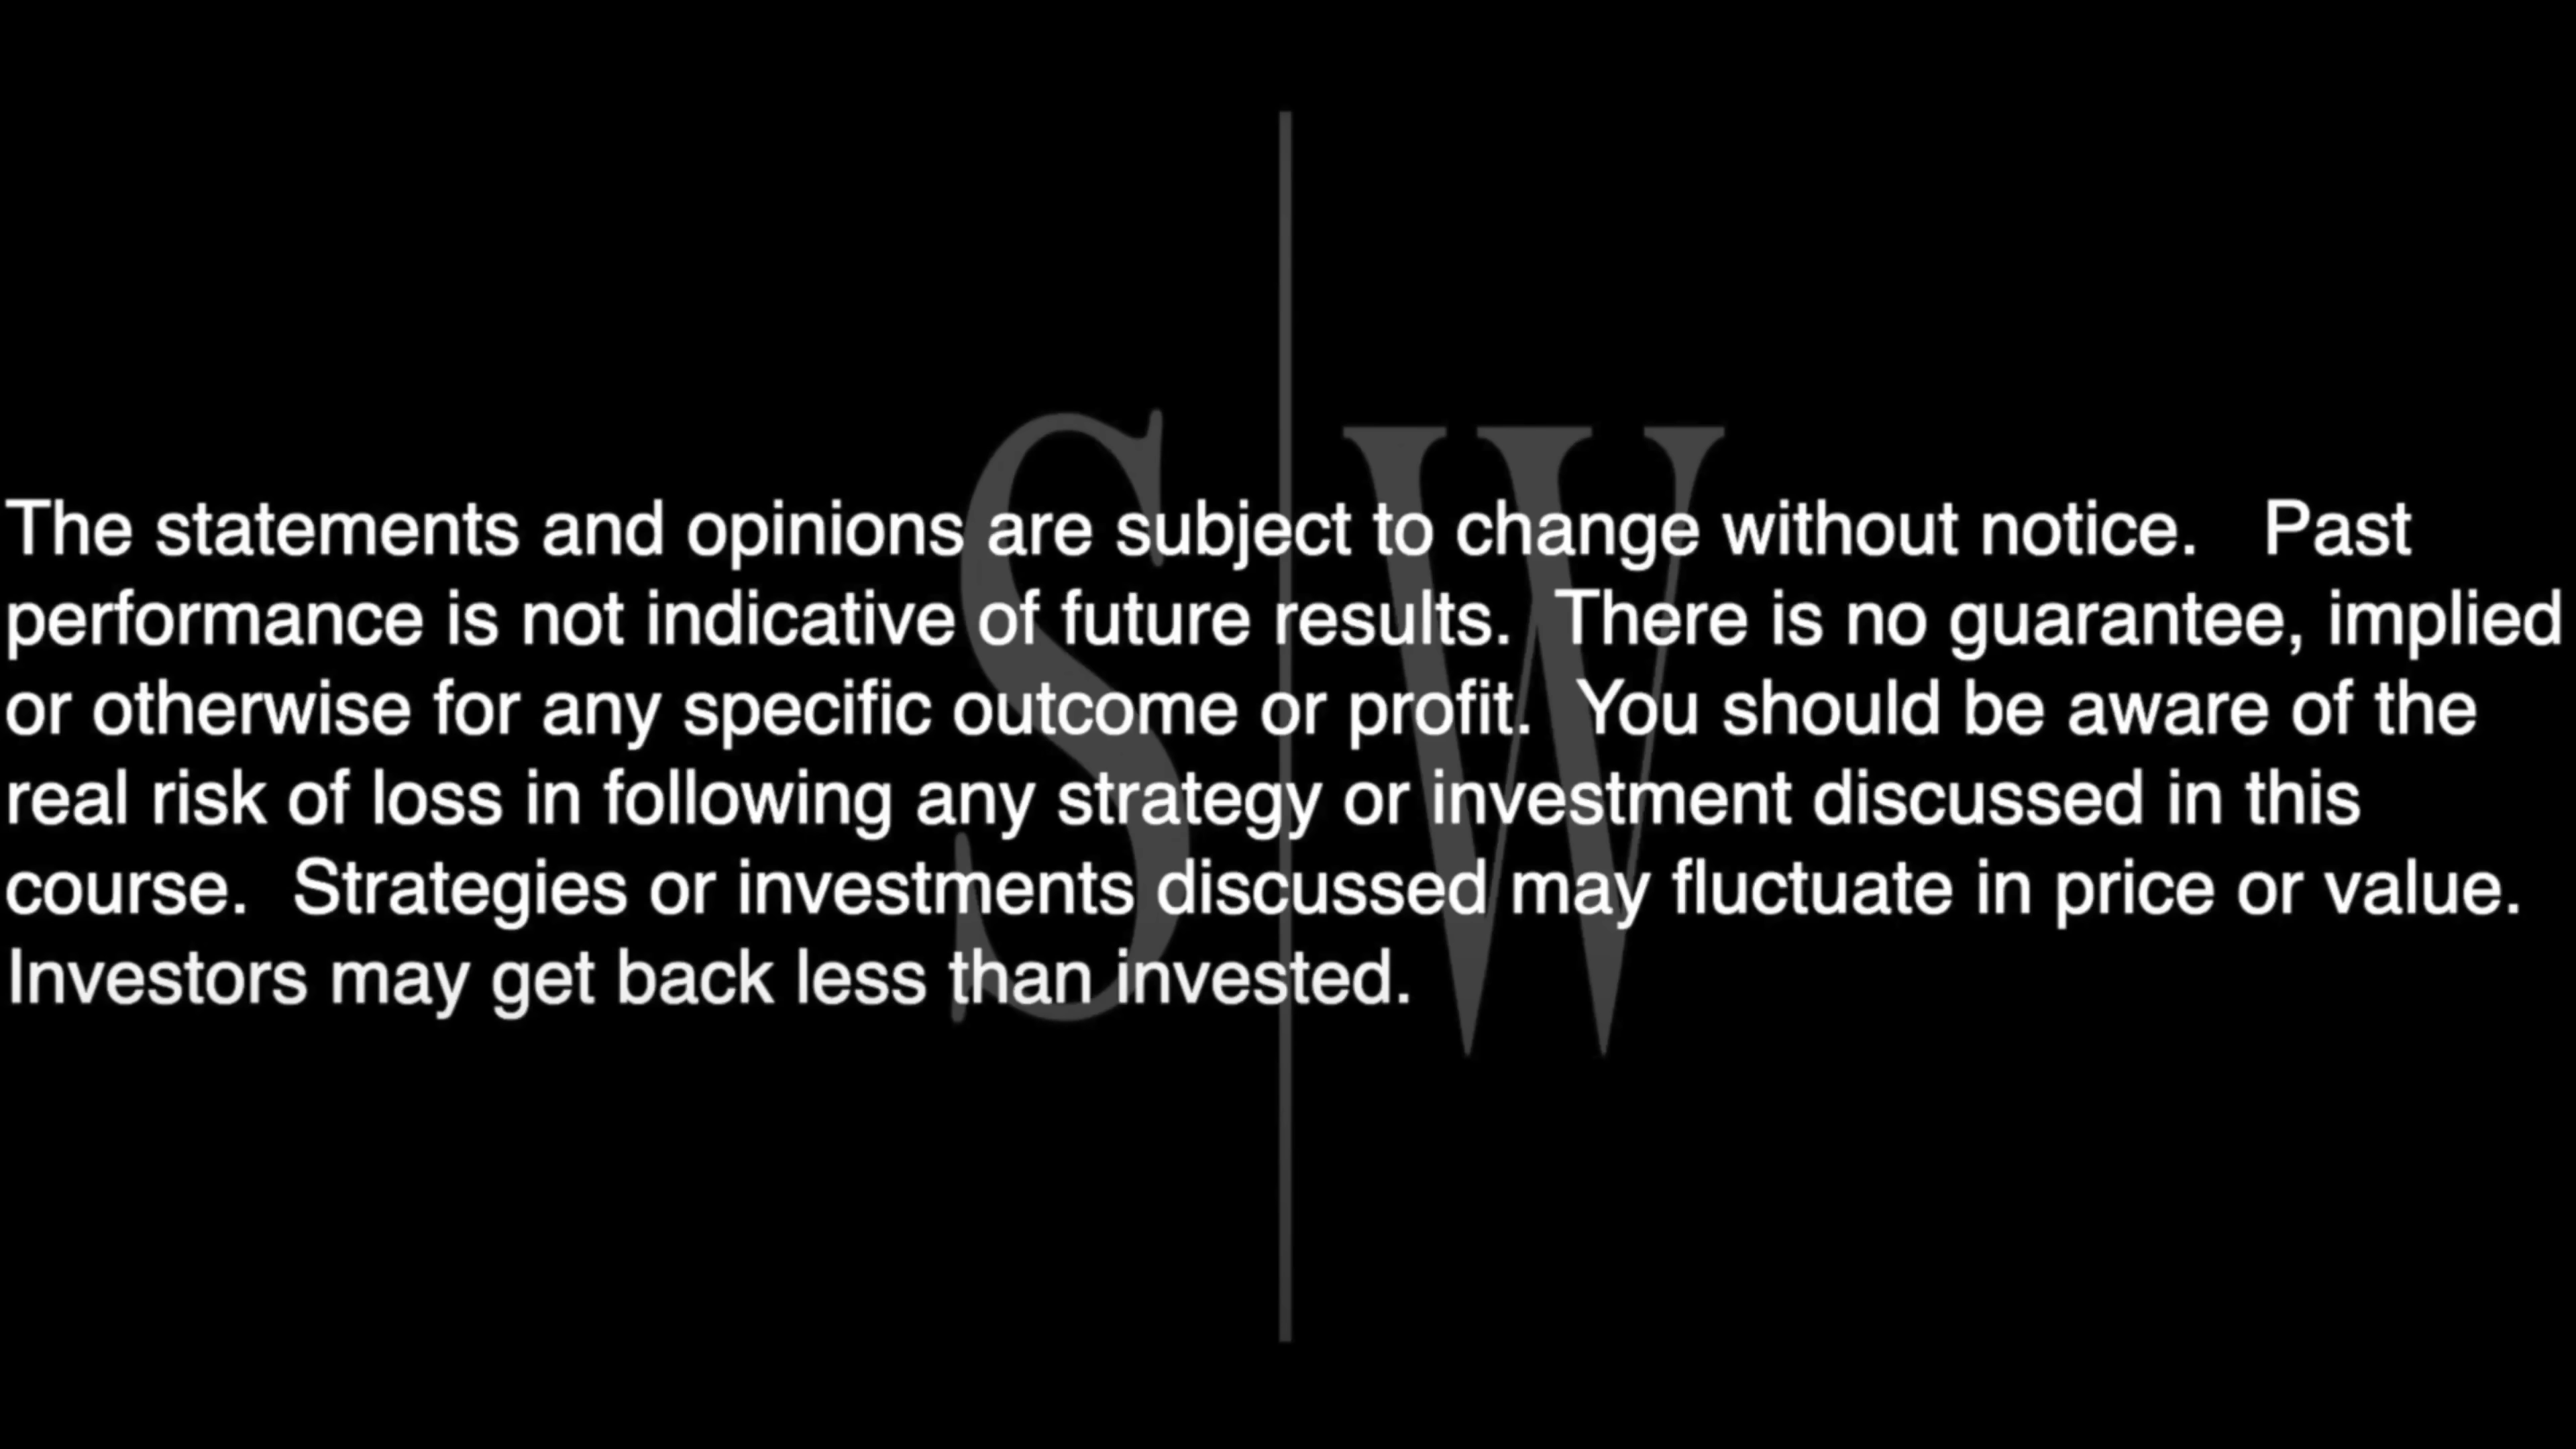 S W
The statements and opinions are subject to change without notice.   Past
performance is not indicative of future results.  There is no guarantee, implied
or otherwise for any specific outcome or profit.  You should be aware of the
real risk of loss in following any strategy or investment discussed in this
course.  Strategies or investments discussed may fluctuate in price or value.
Investors may get back less than invested.